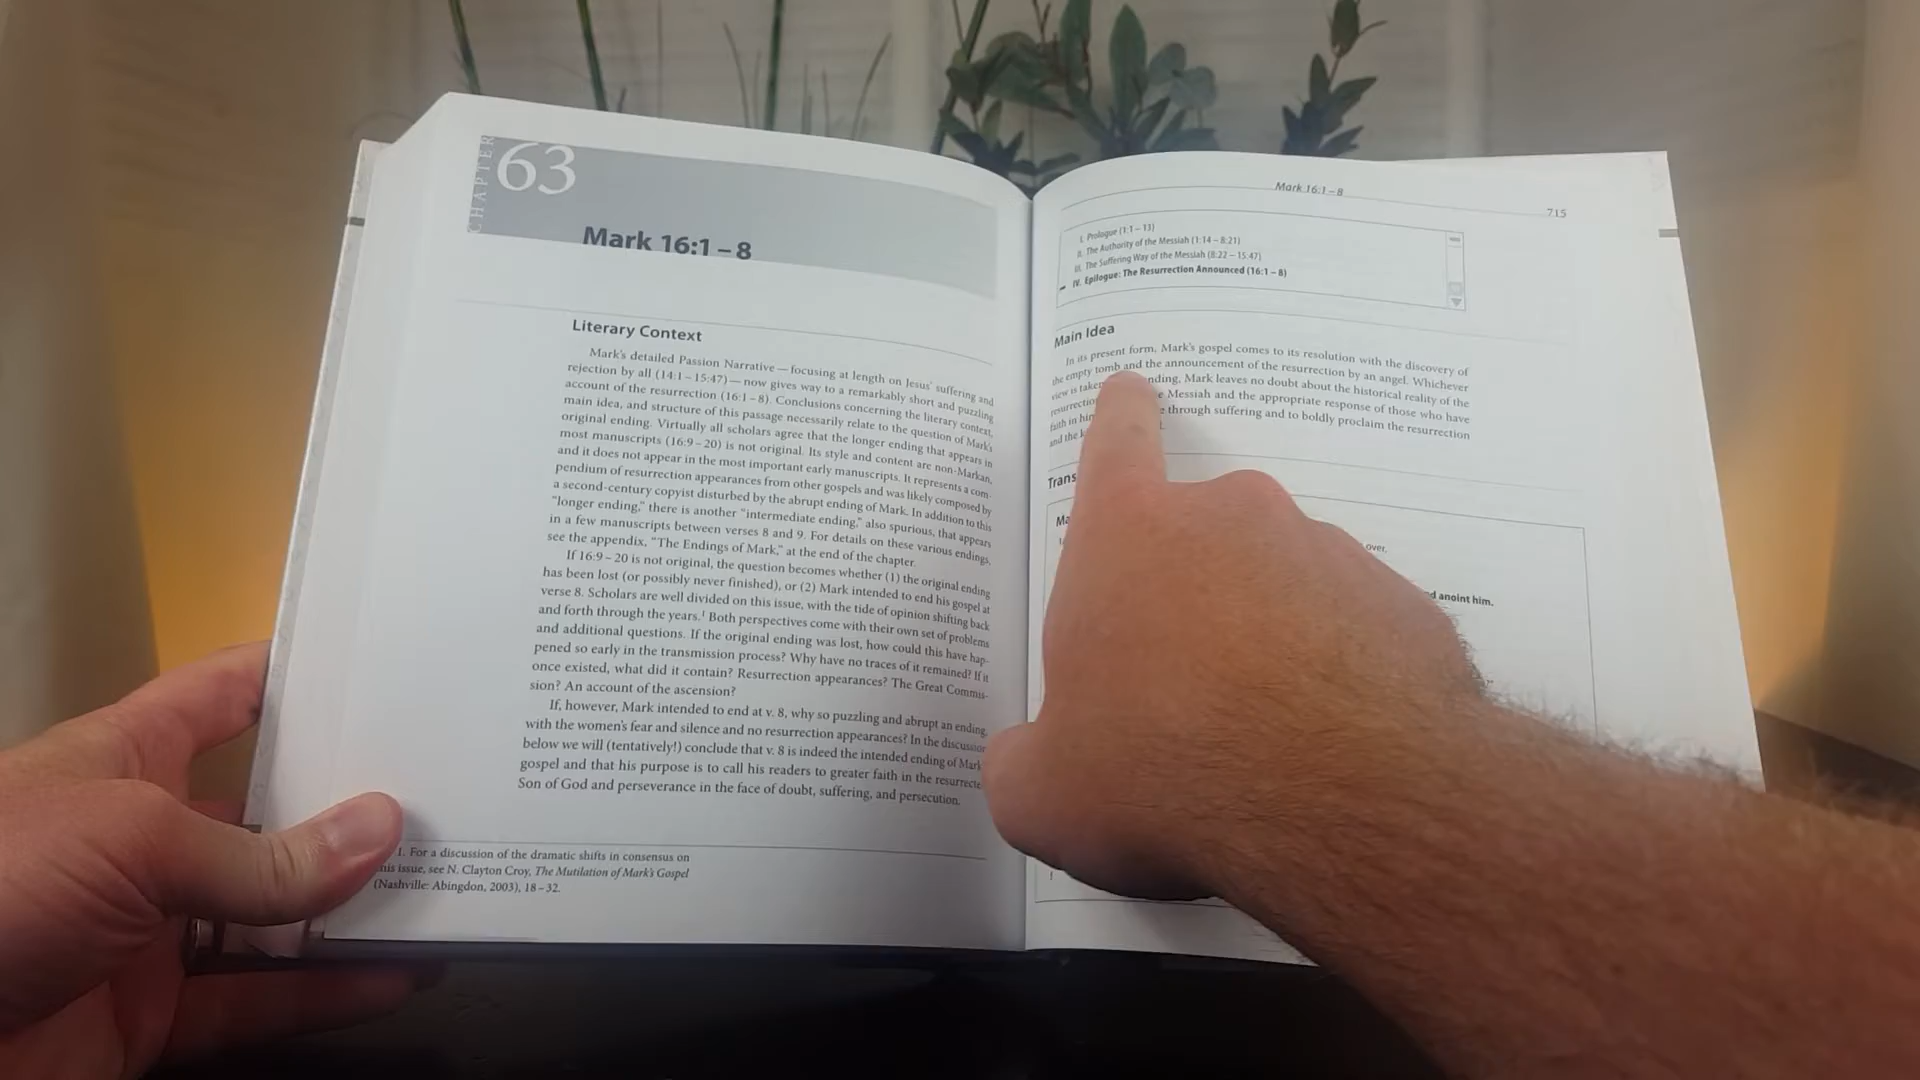 CHAPTER
63
Mark 16:1–8
Literary Context
Mark's detailed Passion Narrative — focusing at length on Jesus' suffering and
rejection by all (14:1–15:47) — now gives way to a remarkably short and puzzling
account of the resurrection (16:1–8). Conclusions concerning the literary context,
main idea, and structure of this passage necessarily relate to the question of Mark's
original ending. Virtually all scholars agree that the longer ending that appears in
most manuscripts (16:9–20) is not original. Its style and content are non-Markan,
and it does not appear in the most important early manuscripts. It represents a com-
pendium of resurrection appearances from other gospels and was likely composed by
a second-century copyist disturbed by the abrupt ending of Mark. In addition to this
"longer ending," there is another "intermediate ending," also spurious, that appears
in a few manuscripts between verses 8 and 9. For details on these various endings,
see the appendix, "The Endings of Mark," at the end of the chapter.
If 16:9–20 is not original, the question becomes whether (1) the original ending
has been lost (or possibly never finished), or (2) Mark intended to end his gospel at
verse 8. Scholars are well divided on this issue, with the tide of opinion shifting back
and forth through the years.1 Both perspectives come with their own set of problems
and additional questions. If the original ending was lost, how could this have hap-
pened so early in the transmission process? Why have no traces of it remained? If it
once existed, what did it contain? Resurrection appearances? The Great Commis-
sion? An account of the ascension?
If, however, Mark intended to end at v. 8, why so puzzling and abrupt an ending,
with the women's fear and silence and no resurrection appearances? In the discussion
below we will (tentatively!) conclude that v. 8 is indeed the intended ending of Mark's
gospel and that his purpose is to call his readers to greater faith in the resurrecte
Son of God and perseverance in the face of doubt, suffering, and persecution.
1. For a discussion of the dramatic shifts in consensus on
this issue, see N. Clayton Croy, The Mutilation of Mark's Gospel
(Nashville: Abingdon, 2003), 18–32.
Mark 16:1–8
715
I. Prologue (1:1–13)
II. The Authority of the Messiah (1:14–8:21)
III. The Suffering Way of the Messiah (8:22–15:47)
IV. Epilogue: The Resurrection Announced (16:1–8)
Main Idea
In its present form, Mark's gospel comes to its resolution with the discovery of
the empty tomb and the announcement of the resurrection by an angel. Whichever
view is taken ending, Mark leaves no doubt about the historical reality of the
resurrection Messiah and the appropriate response of those who have
faith in him through suffering and to boldly proclaim the resurrection
and the
Trans
Ma
over,
anoint him.